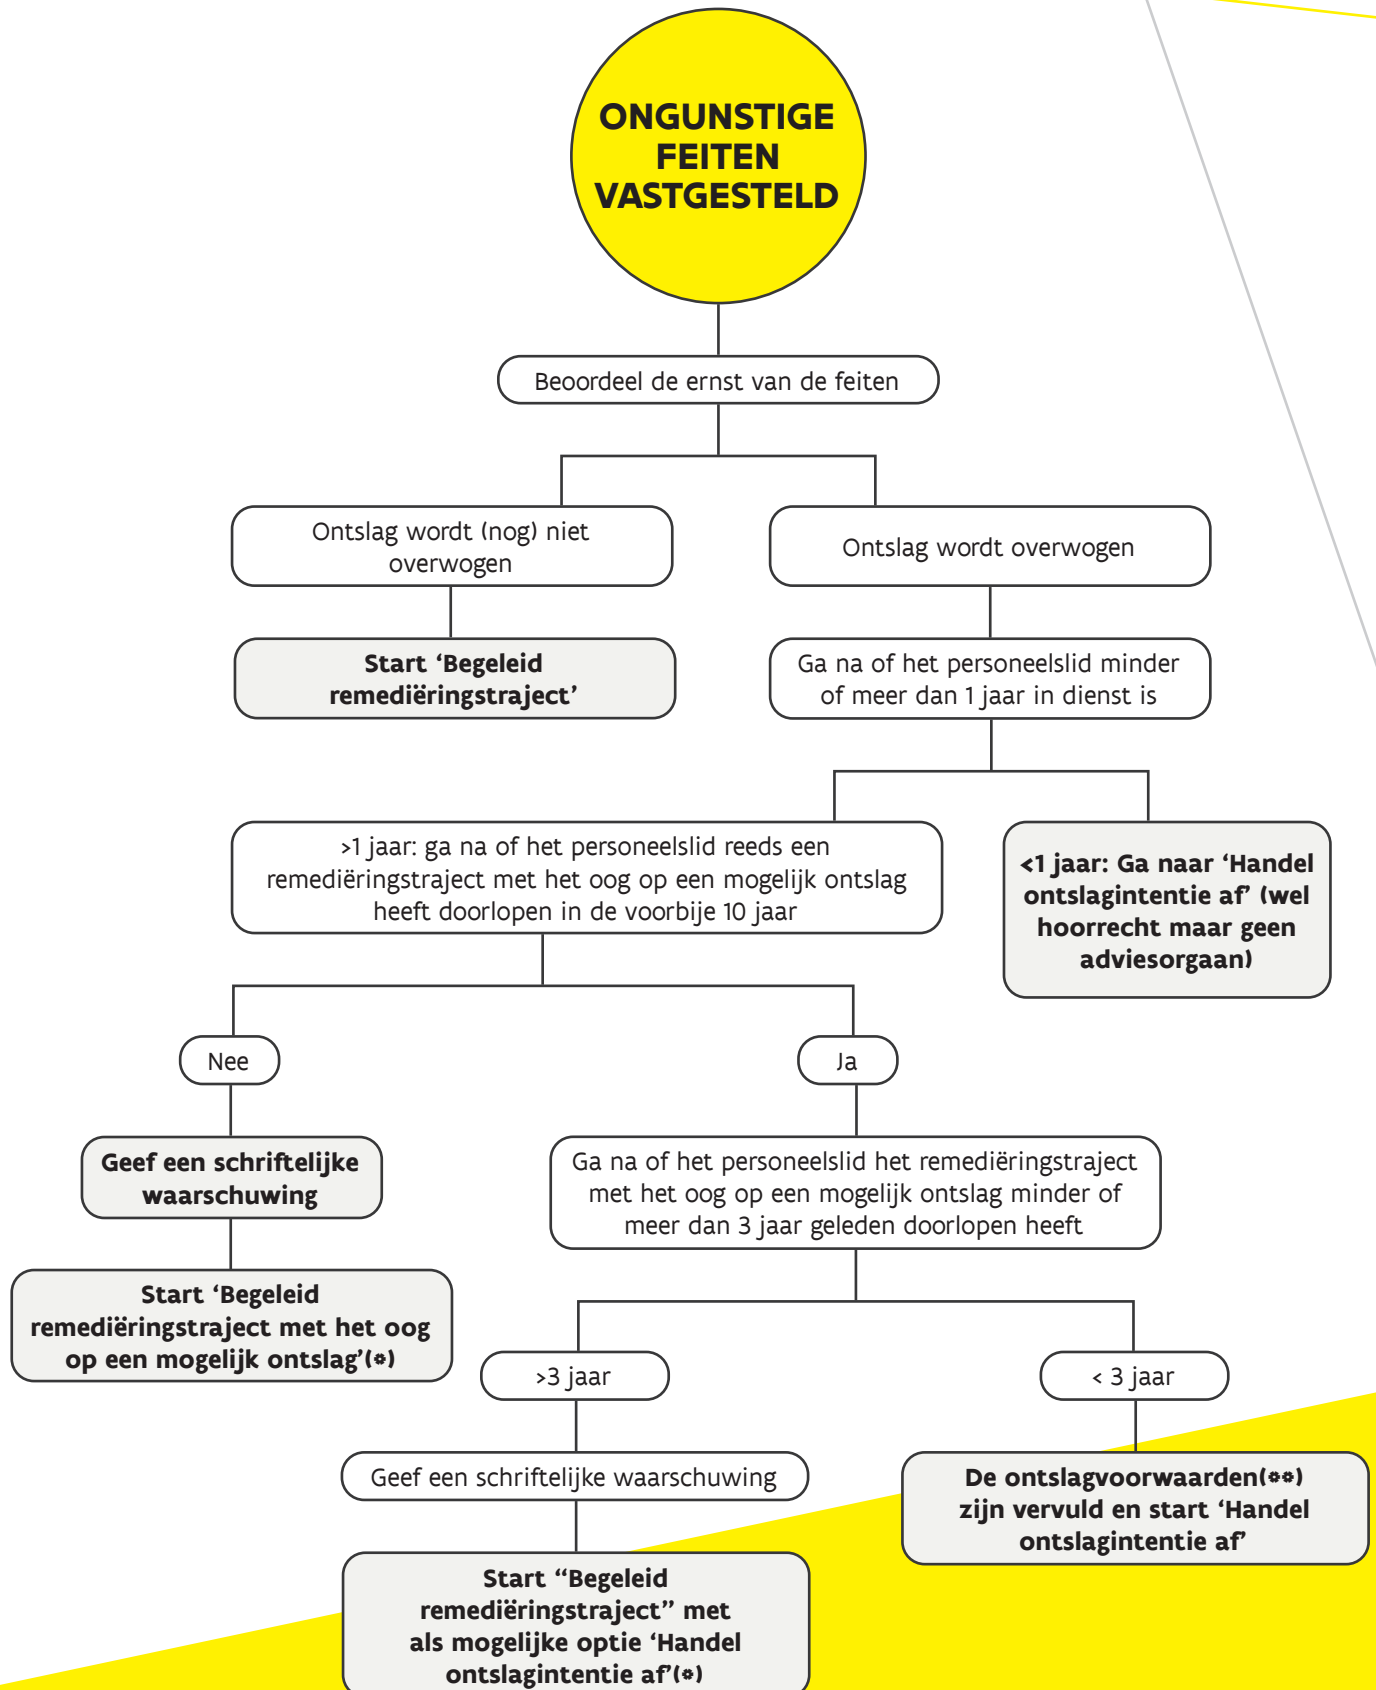 ONGUNSTIGE
FEITEN
VASTGESTELD
Beoordeel de ernst van de feiten
Ontslag wordt (nog) niet
overwogen
Ontslag wordt overwogen
Start ‘Begeleid
remediëringstraject’
Ga na of het personeelslid minder
of meer dan 1 jaar in dienst is
>1 jaar: ga na of het personeelslid reeds een
remediëringstraject met het oog op een mogelijk ontslag
heeft doorlopen in de voorbije 10 jaar
<1 jaar: Ga naar ‘Handel
ontslagintentie af’ (wel
hoorrecht maar geen
adviesorgaan)
Nee
Ja
Geef een schriftelijke
waarschuwing
Ga na of het personeelslid het remediëringstraject
met het oog op een mogelijk ontslag minder of
meer dan 3 jaar geleden doorlopen heeft
Start ‘Begeleid
remediëringstraject met het oog
op een mogelijk ontslag’(*)
>3 jaar
< 3 jaar
Geef een schriftelijke waarschuwing
De ontslagvoorwaarden(**)
zijn vervuld en start ‘Handel
ontslagintentie af’
Start “Begeleid
remediëringstraject” met
als mogelijke optie ‘Handel
ontslagintentie af’(*)